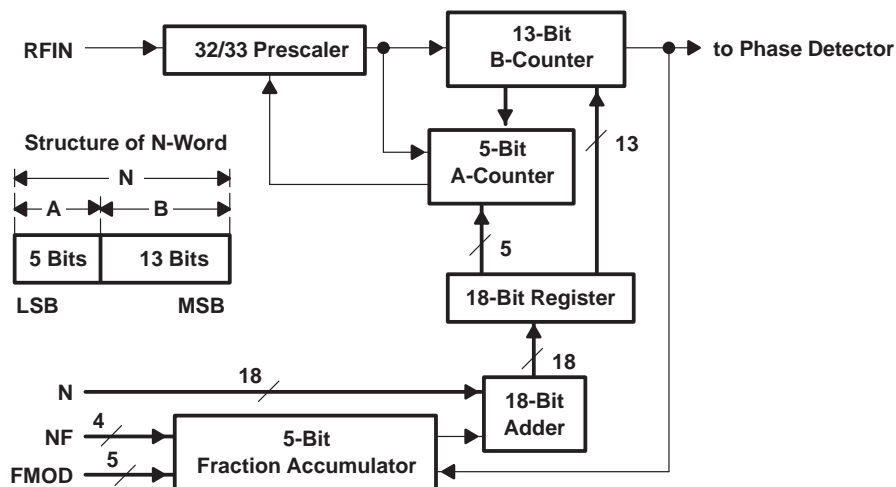 RFIN
32/33 Prescaler
13-Bit
B-Counter
to Phase Detector
Structure of N-Word
N
A
B
5 Bits
13 Bits
LSB
MSB
5-Bit
A-Counter
13
5
18-Bit Register
18
N
18
18-Bit
Adder
NF
4
5-Bit
Fraction Accumulator
FMOD
5